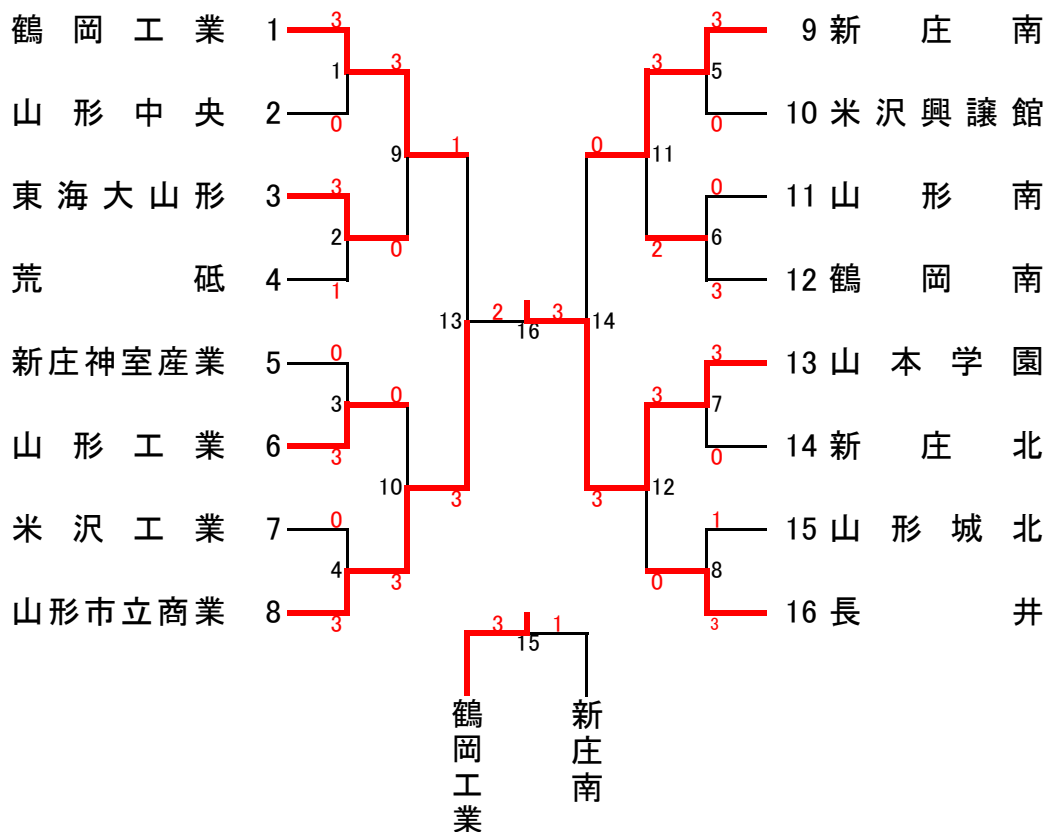 3 3
鶴岡工業 1 9 新庄南
1 3 3 5
山形中央 2 0 0 10 米沢興譲館
9 1 0 11
東海大山形 3 3 0 11 山形南
2 0 2 6
荒砥 4 1 3 12 鶴岡南
13 2 16 3 14
新庄神室産業 5 0 3 13 山本学園
3 0 3 7
山形工業 6 3 0 14 新庄北
10 3 3 12
米沢工業 7 0 1 15 山形城北
4 3 0 8
山形市立商業 8 3 3 16 長井
3 15 1
鶴岡工業
新庄南